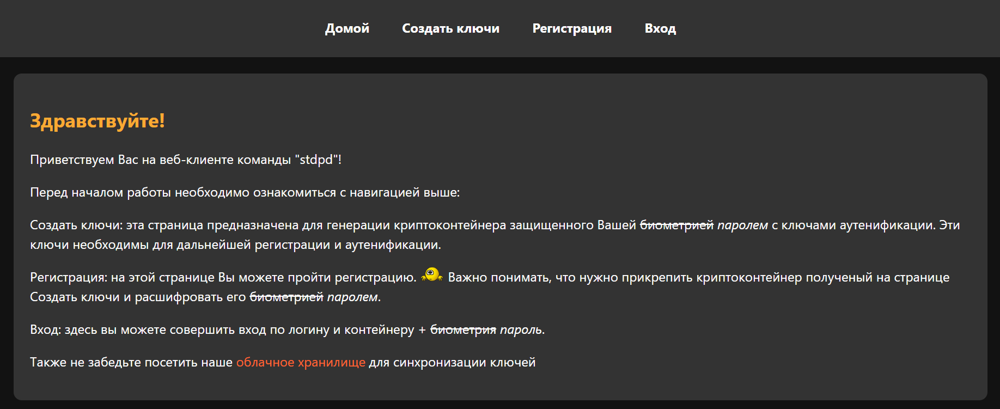 Домой Создать ключи Регистрация Вход
Здравствуйте!
Приветствуем Вас на веб-клиенте команды "stdpd"!
Перед началом работы необходимо ознакомиться с навигацией выше:
Создать ключи: эта страница предназначена для генерации криптоконтейнера защищенного Вашей биометрией паролем с ключами аутенификации. Эти
ключи необходимы для дальнейшей регистрации и аутенификации.
Регистрация: на этой странице Вы можете пройти регистрацию. Важно понимать, что нужно прикрепить криптоконтейнер полученый на странице
Создать ключи и расшифровать его биометрией паролем.
Вход: здесь вы можете совершить вход по логину и контейнеру + биометрия пароль.
Также не забедьте посетить наше облачное хранилище для синхронизации ключей